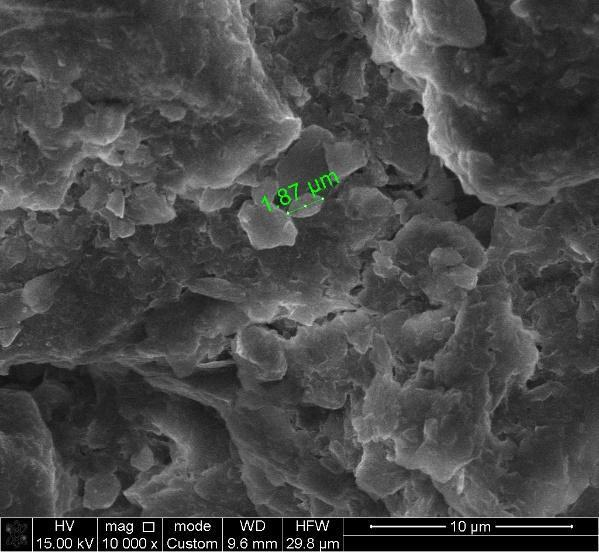 1.87 µm
HV mag □ mode WD HFW
15.00 kV 10 000 x Custom 9.6 mm 29.8 µm
10 µm